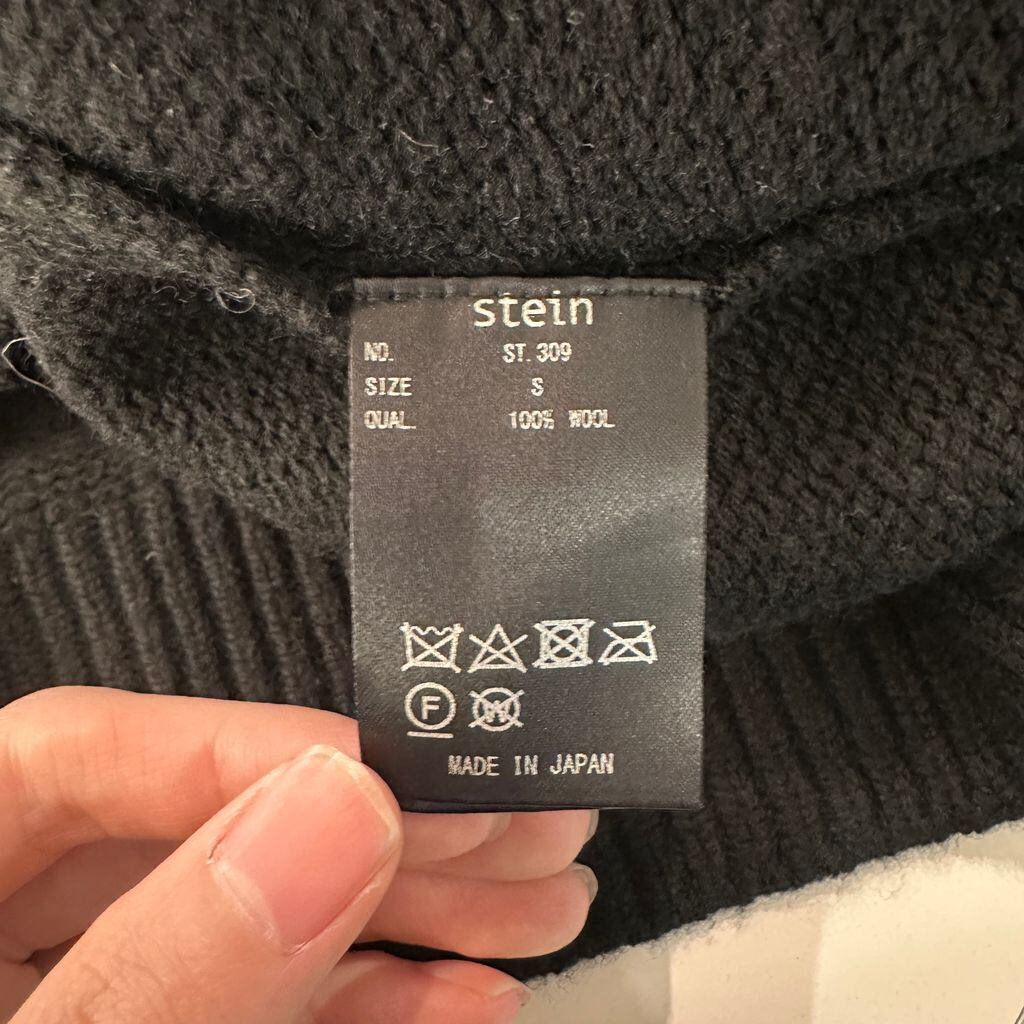 stein
NO. ST.309
SIZE S
QUAL. 100% WOOL
F W
MADE IN JAPAN